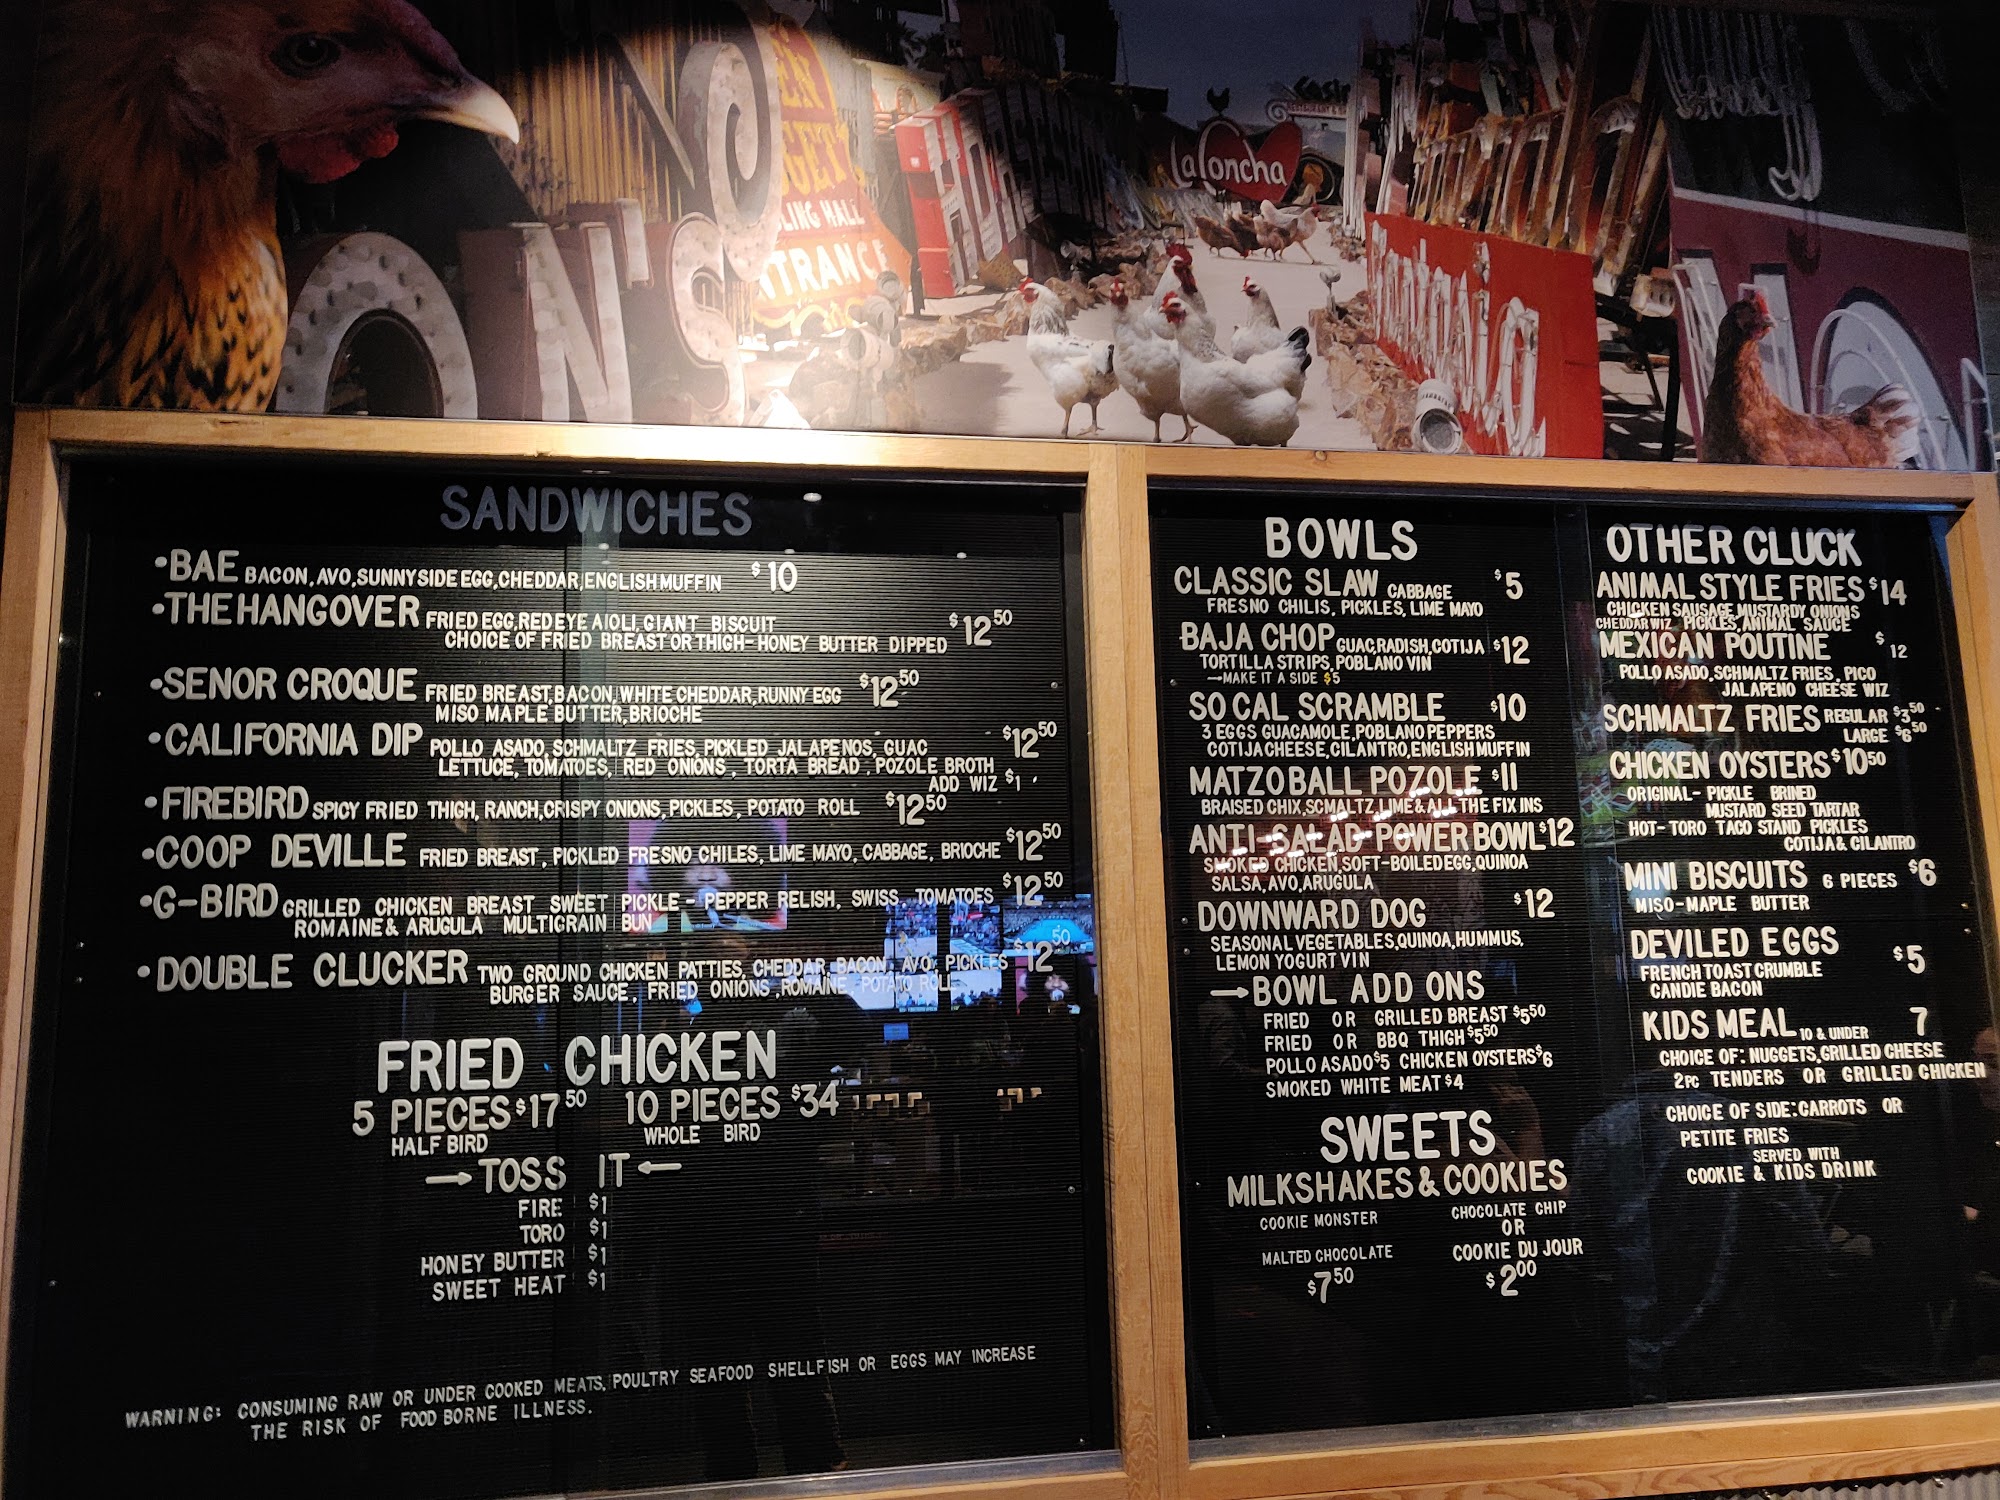 ON'S
LING HALL
ENTRANCE
HORSESHOE
La Concha
SANDWICHES
•BAE BACON, AVO, SUNNYSIDE EGG, CHEDDAR, ENGLISH MUFFIN $10
•THE HANGOVER FRIED EGG, RED EYE AIOLI, GIANT BISCUIT $12 50
CHOICE OF FRIED BREAST OR THIGH-HONEY BUTTER DIPPED
•SENOR CROQUE FRIED BREAST, BACON, WHITE CHEDDAR, RUNNY EGG $12 50
MISO MAPLE BUTTER, BRIOCHE
•CALIFORNIA DIP POLLO ASADO, SCHMALTZ FRIES, PICKLED JALAPENOS, GUAC $12 50
LETTUCE, TOMATOES, RED ONIONS, TORTA BREAD, POZOLE BROTH
ADD WIZ $1
•FIREBIRD SPICY FRIED THIGH, RANCH, CRISPY ONIONS, PICKLES, POTATO ROLL $12 50
•COOP DEVILLE FRIED BREAST, PICKLED FRESNO CHILES, LIME MAYO, CABBAGE, BRIOCHE $12 50
•G-BIRD GRILLED CHICKEN BREAST SWEET PICKLE-PEPPER RELISH, SWISS, TOMATOES $12 50
ROMAINE & ARUGULA MULTIGRAIN BUN
•DOUBLE CLUCKER TWO GROUND CHICKEN PATTIES, CHEDDAR, BACON, AVO, PICKLES $12 50
BURGER SAUCE, FRIED ONIONS, ROMAINE, POTATO ROLL
FRIED CHICKEN
5 PIECES $17 50 10 PIECES $34
HALF BIRD WHOLE BIRD
→TOSS IT←
FIRE $1
TORO $1
HONEY BUTTER $1
SWEET HEAT $1
WARNING: CONSUMING RAW OR UNDER COOKED MEATS, POULTRY SEAFOOD SHELLFISH OR EGGS MAY INCREASE
THE RISK OF FOOD BORNE ILLNESS.
BOWLS
CLASSIC SLAW CABBAGE $5
FRESNO CHILIS, PICKLES, LIME MAYO
BAJA CHOP GUAC, RADISH, COTIJA $12
TORTILLA STRIPS, POBLANO VIN
→MAKE IT A SIDE $5
SO CAL SCRAMBLE $10
3 EGGS GUACAMOLE, POBLANO PEPPERS
COTIJA CHEESE, CILANTRO, ENGLISH MUFFIN
MATZO BALL POZOLE $11
BRAISED CHIX, SCMALTZ, LIME & ALL THE FIX INS
ANTI-SALAD POWER BOWL $12
SMOKED CHICKEN, SOFT-BOILED EGG, QUINOA
SALSA, AVO, ARUGULA
DOWNWARD DOG $12
SEASONAL VEGETABLES, QUINOA, HUMMUS,
LEMON YOGURT VIN
→BOWL ADD ONS
FRIED OR GRILLED BREAST $5 50
FRIED OR BBQ THIGH $5 50
POLLO ASADO $5 CHICKEN OYSTERS $6
SMOKED WHITE MEAT $4
SWEETS
MILKSHAKES & COOKIES
COOKIE MONSTER CHOCOLATE CHIP
OR
MALTED CHOCOLATE COOKIE DU JOUR
$7 50 $2 00
OTHER CLUCK
ANIMAL STYLE FRIES $14
CHICKEN SAUSAGE, MUSTARDY ONIONS
CHEDDAR WIZ, PICKLES, ANIMAL SAUCE
MEXICAN POUTINE $12
POLLO ASADO, SCHMALTZ FRIES, PICO
JALAPENO CHEESE WIZ
SCHMALTZ FRIES REGULAR $3 50
LARGE $6 50
CHICKEN OYSTERS $10 50
ORIGINAL- PICKLE BRINED
MUSTARD SEED TARTAR
HOT-TORO TACO STAND PICKLES
COTIJA & CILANTRO
MINI BISCUITS 6 PIECES $6
MISO-MAPLE BUTTER
DEVILED EGGS $5
FRENCH TOAST CRUMBLE
CANDIE BACON
KIDS MEAL 10 & UNDER 7
CHOICE OF: NUGGETS, GRILLED CHEESE
2PC TENDERS OR GRILLED CHICKEN
CHOICE OF SIDE: CARROTS OR
PETITE FRIES
SERVED WITH
COOKIE & KIDS DRINK